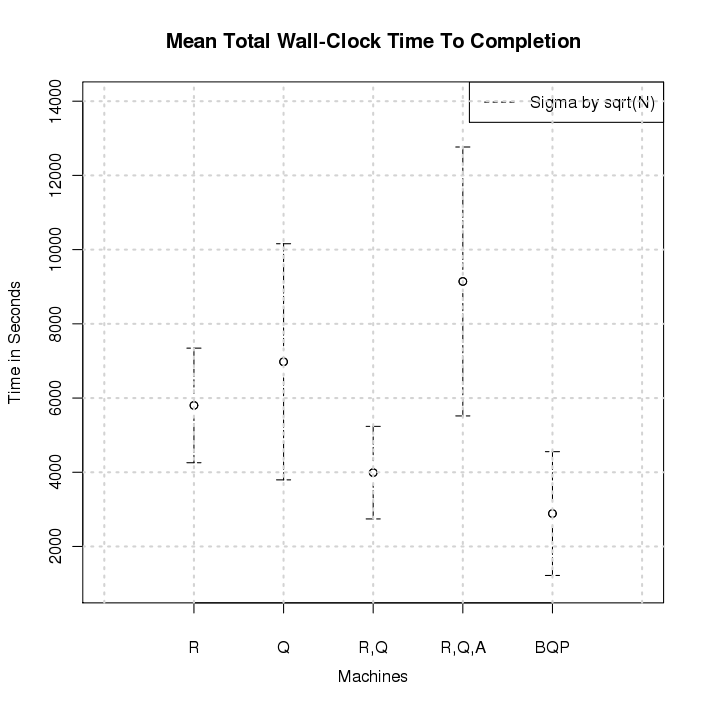 Mean Total Wall-Clock Time To Completion
Sigma by sqrt(N)
14000
12000
10000
8000
6000
4000
2000
Time in Seconds
R Q R,Q R,Q,A BQP
Machines